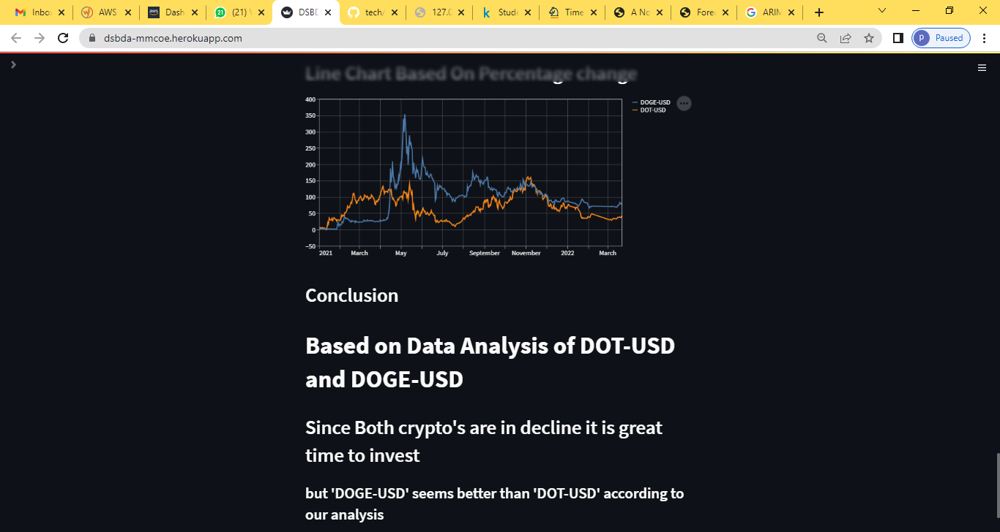 Inbo
AWS
Dash
(21)
DSBD
tech/
127.0
Stude
Time
A No
Fore
ARIM
dsbda-mmcoe.herokuapp.com
P
Paused
Line Chart Based On Percentage change
400
350
300
250
200
150
100
50
0
−50
2021 March May July September November 2022 March
DOGE-USD
DOT-USD
Conclusion
Based on Data Analysis of DOT-USD
and DOGE-USD
Since Both crypto's are in decline it is great
time to invest
but 'DOGE-USD' seems better than 'DOT-USD' according to
our analysis